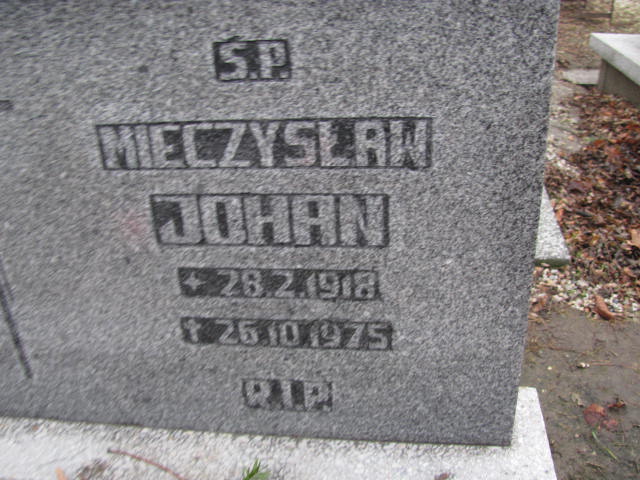 Ś.P.
MIECZYSŁAW
JOHAN
* 28.2.1918
† 26.10.1975
R.I.P.